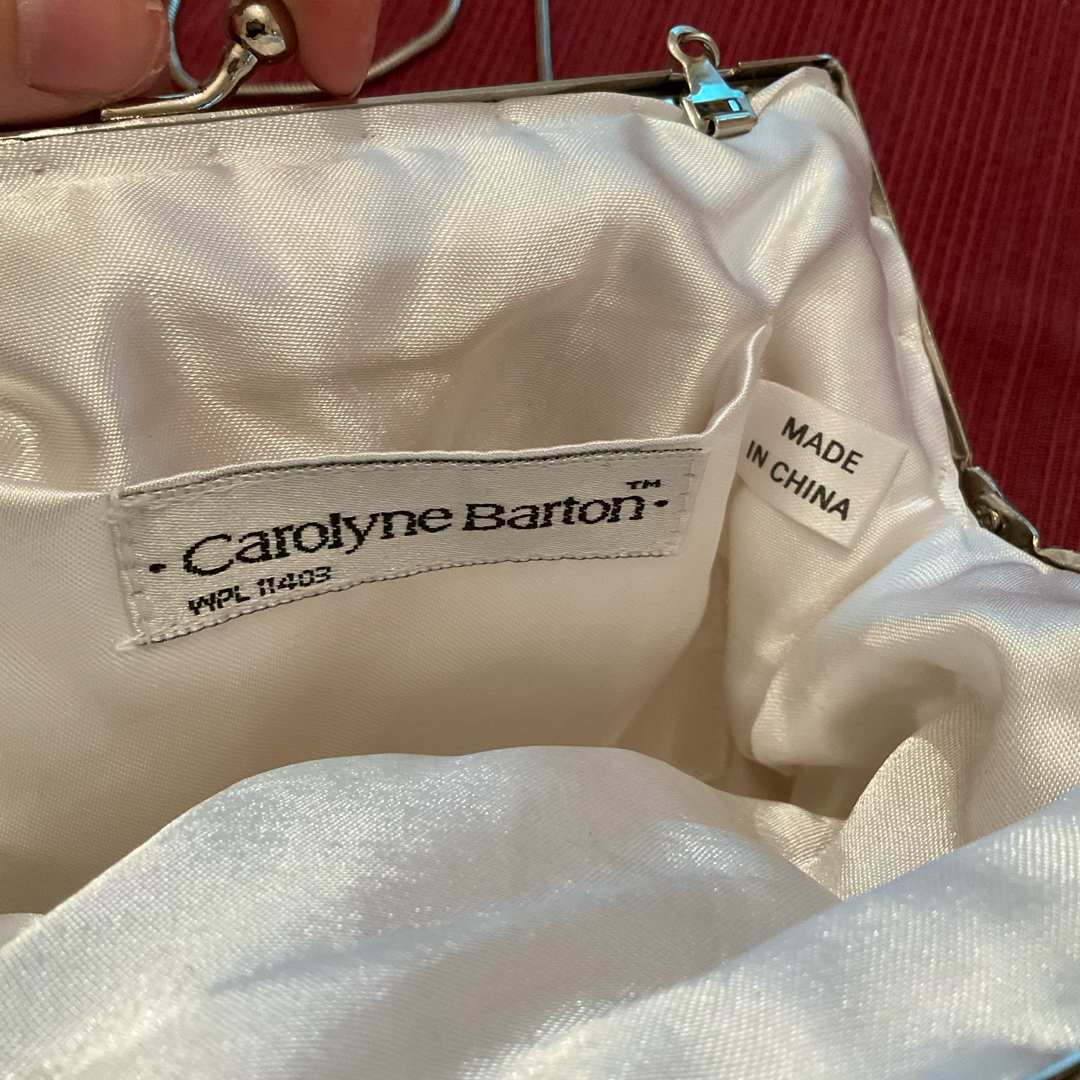 • Carolyne Barton™ •
WPL 11403
MADE
IN CHINA